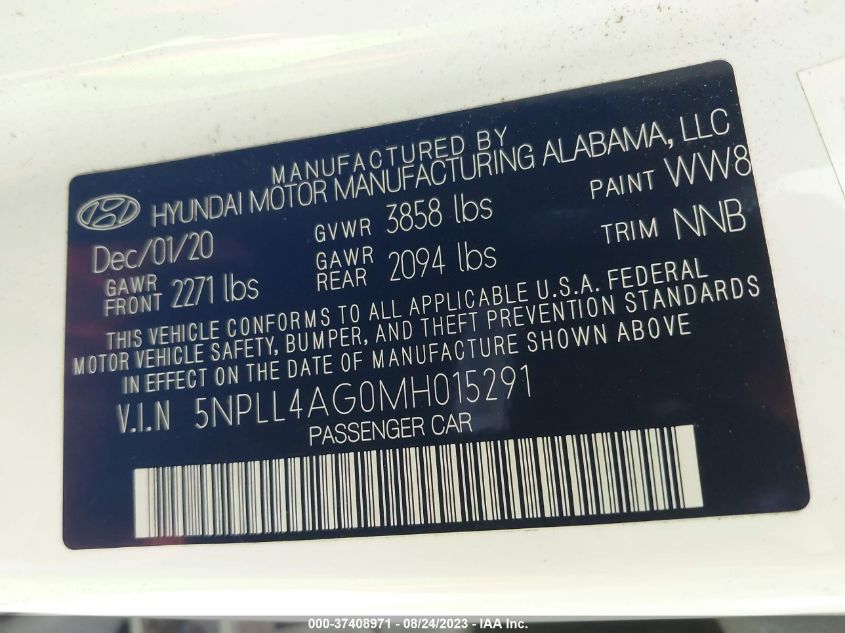 MANUFACTURED BY
HYUNDAI MOTOR MANUFACTURING ALABAMA, LLC
Dec/01/20 GVWR 3858 lbs PAINT WW8
GAWR FRONT 2271 lbs GAWR REAR 2094 lbs TRIM NNB
THIS VEHICLE CONFORMS TO ALL APPLICABLE U.S.A. FEDERAL
MOTOR VEHICLE SAFETY, BUMPER, AND THEFT PREVENTION STANDARDS
IN EFFECT ON THE DATE OF MANUFACTURE SHOWN ABOVE
V.I.N 5NPLL4AG0MH015291
PASSENGER CAR
000-37408971 - 08/24/2023 - IAA Inc.